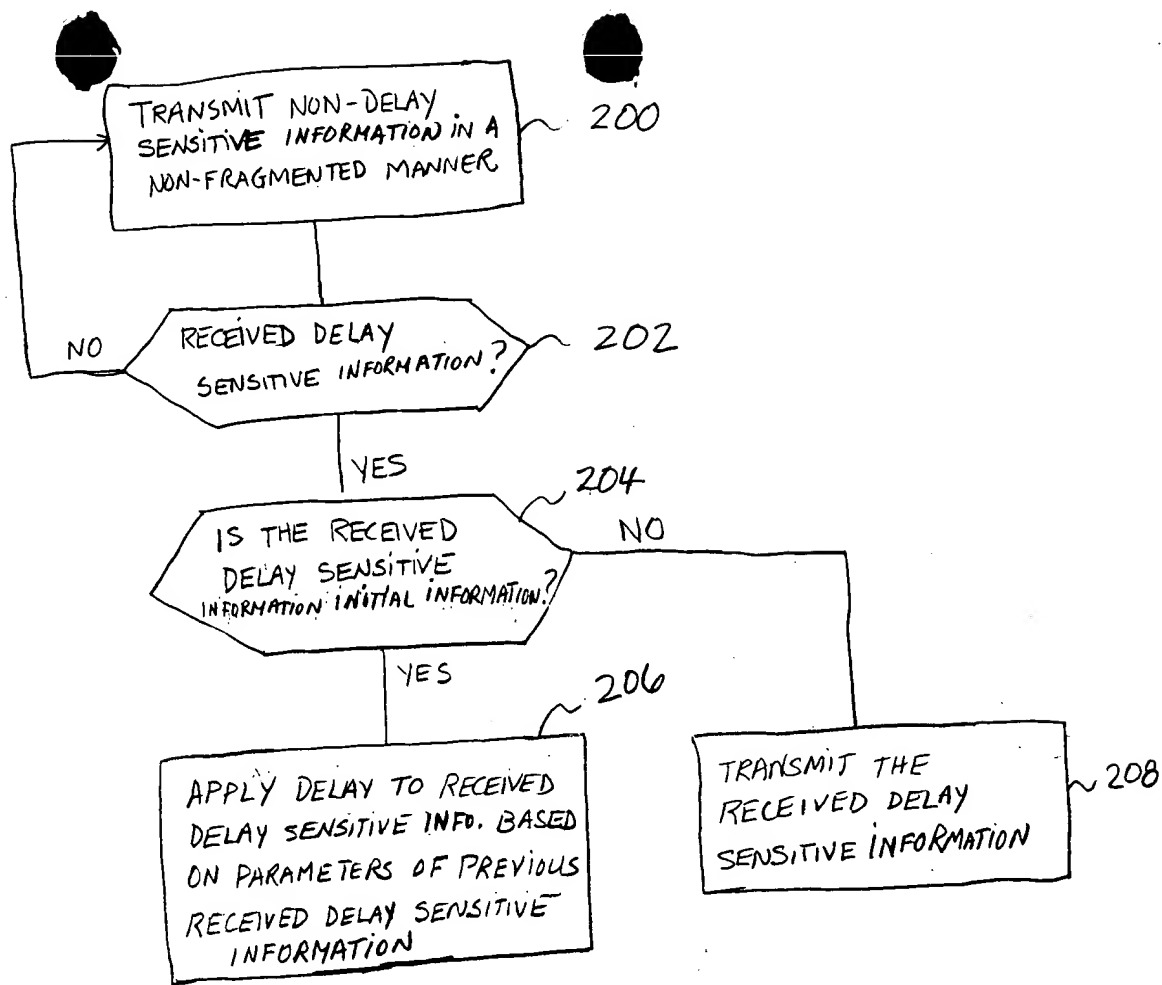 TRANSMIT NON-DELAY
SENSITIVE INFORMATION IN A
NON-FRAGMENTED MANNER
200
RECEIVED DELAY
SENSITIVE INFORMATION?
202
NO
YES
204
IS THE RECEIVED
DELAY SENSITIVE
INFORMATION INITIAL INFORMATION?
NO
YES
206
APPLY DELAY TO RECEIVED
DELAY SENSITIVE INFO. BASED
ON PARAMETERS OF PREVIOUS
RECEIVED DELAY SENSITIVE
INFORMATION
TRANSMIT THE
RECEIVED DELAY
SENSITIVE INFORMATION
208